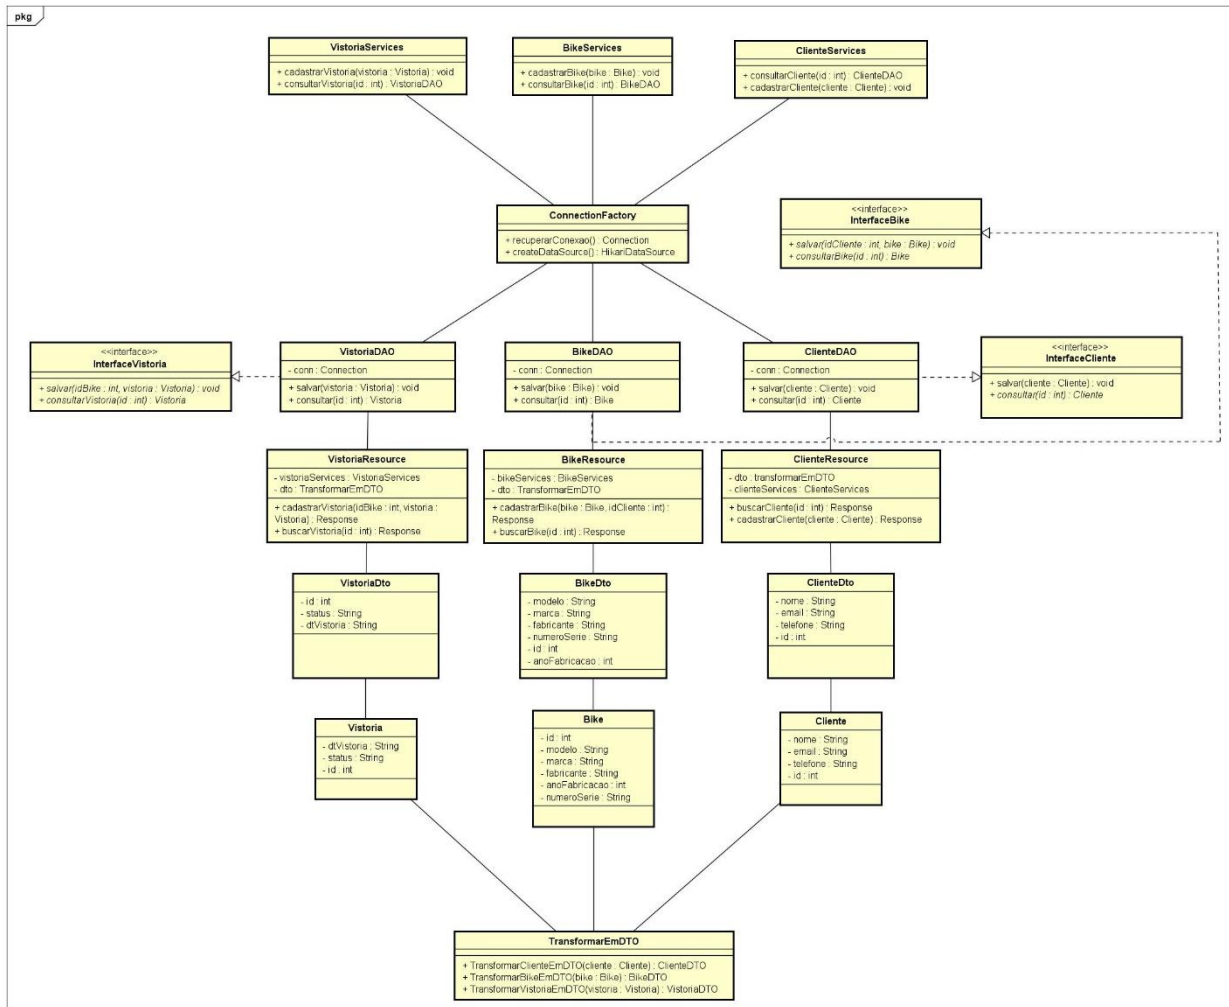 pkg
VistoriaServices
+ cadastrarVistoria(vistoria : Vistoria) : void
+ consultarVistoria(id : int) : VistoriaDAO
BikeServices
+ cadastrarBike(bike : Bike) : void
+ consultarBike(id : int) : BikeDAO
ClienteServices
+ consultarCliente(id : int) : ClienteDAO
+ cadastrarCliente(cliente : Cliente) : void
ConnectionFactory
+ recuperarConexao() : Connection
+ createDataSource() : HikariDataSource
<<interface>>
InterfaceBike
+ salvar(idCliente : int, bike : Bike) : void
+ consultarBike(id : int) : Bike
<<interface>>
InterfaceVistoria
+ salvar(idBike : int, vistoria : Vistoria) : void
+ consultarVistoria(id : int) : Vistoria
VistoriaDAO
- conn : Connection
+ salvar(vistoria : Vistoria) : void
+ consultar(id : int) : Vistoria
BikeDAO
- conn : Connection
+ salvar(bike : Bike) : void
+ consultar(id : int) : Bike
ClienteDAO
- conn : Connection
+ salvar(cliente : Cliente) : void
+ consultar(id : int) : Cliente
<<interface>>
InterfaceCliente
+ salvar(cliente : Cliente) : void
+ consultar(id : int) : Cliente
VistoriaResource
- vistoriaServices : VistoriaServices
- dto : TransformarEmDTO
+ cadastrarVistoria(idBike : int, vistoria :
Vistoria) : Response
+ buscarVistoria(id : int) : Response
BikeResource
- bikeServices : BikeServices
- dto : TransformarEmDTO
+ cadastrarBike(bike : Bike, idCliente : int) :
Response
+ buscarBike(id : int) : Response
ClienteResource
- dto : transformarEmDTO
- clienteServices : ClienteServices
+ buscarCliente(id : int) : Response
+ cadastrarCliente(cliente : Cliente) : Response
VistoriaDto
- id : int
- status : String
- dtVistoria : String
BikeDto
- modelo : String
- marca : String
- fabricante : String
- numeroSerie : String
- id : int
- anoFabricacao : int
ClienteDto
- nome : String
- email : String
- telefone : String
- id : int
Vistoria
- dtVistoria : String
- status : String
- id : int
Bike
- id : int
- modelo : String
- marca : String
- fabricante : String
- anoFabricacao : int
- numeroSerie : String
Cliente
- nome : String
- email : String
- telefone : String
- id : int
TransformarEmDTO
+ TransformarClienteEmDTO(cliente : Cliente) : ClienteDTO
+ TransformarBikeEmDTO(bike : Bike) : BikeDTO
+ TransformarVistoriaEmDTO(vistoria : Vistoria) : VistoriaDTO